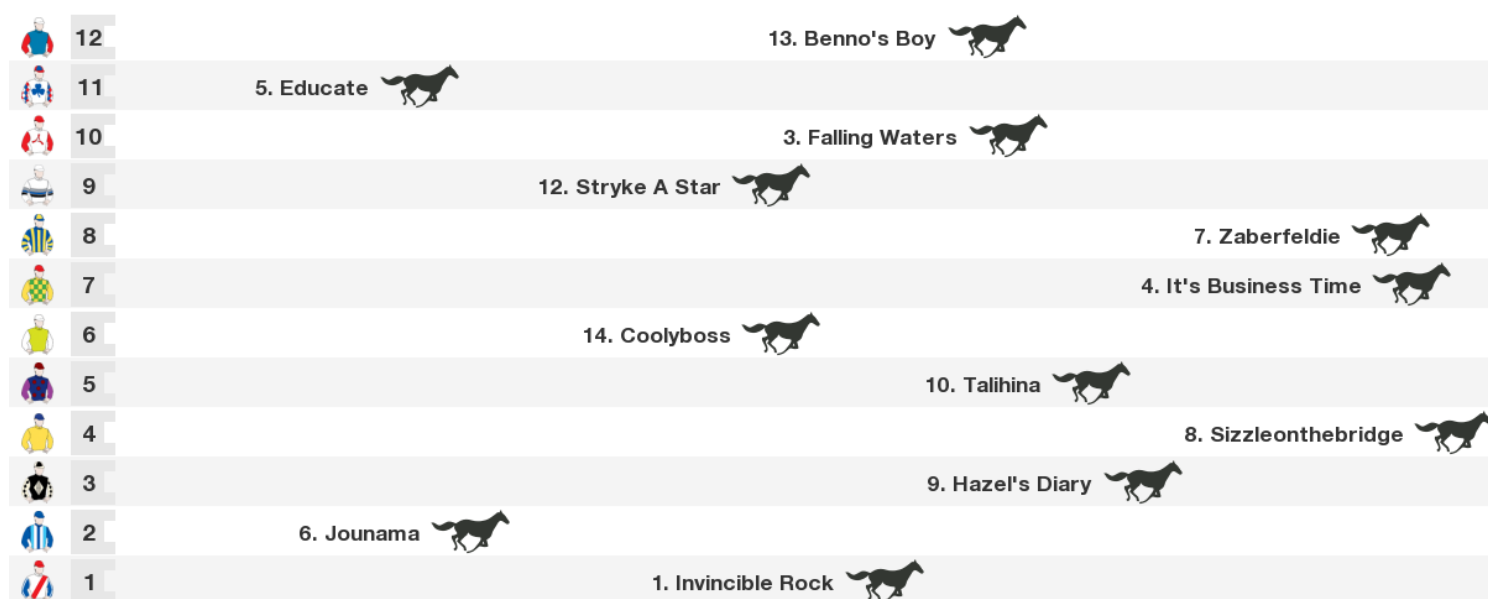 12 13. Benno's Boy
11 5. Educate
10 3. Falling Waters
9 12. Stryke A Star
8 7. Zaberfeldie
7 4. It's Business Time
6 14. Coolyboss
5 10. Talihina
4 8. Sizzleonthebridge
3 9. Hazel's Diary
2 6. Jounama
1 1. Invincible Rock